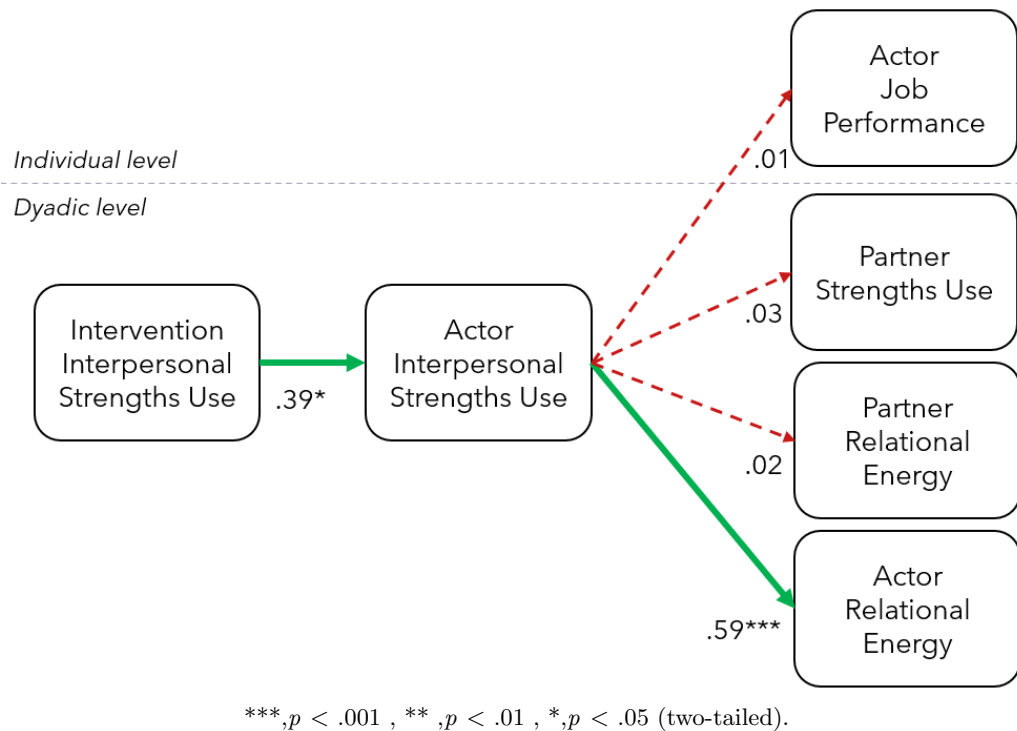 Actor
Job
Performance
Individual level
.01
Dyadic level
Partner
Strengths Use
.03
Intervention
Interpersonal
Strengths Use
.39*
Actor
Interpersonal
Strengths Use
Partner
Relational
Energy
.02
Actor
Relational
Energy
.59***
***,p < .001 , ** ,p < .01 , *,p < .05 (two-tailed).